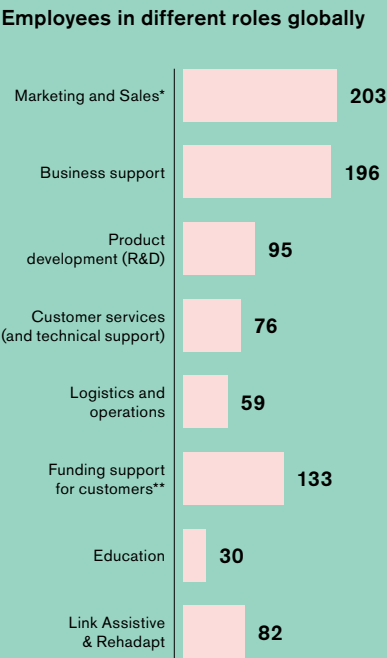 Employees in different roles globally
Marketing and Sales*
203
Business support
196
Product
development (R&D)
95
Customer services
(and technical support)
76
Logistics and
operations
59
Funding support
for customers**
133
Education
30
Link Assistive
& Rehadapt
82